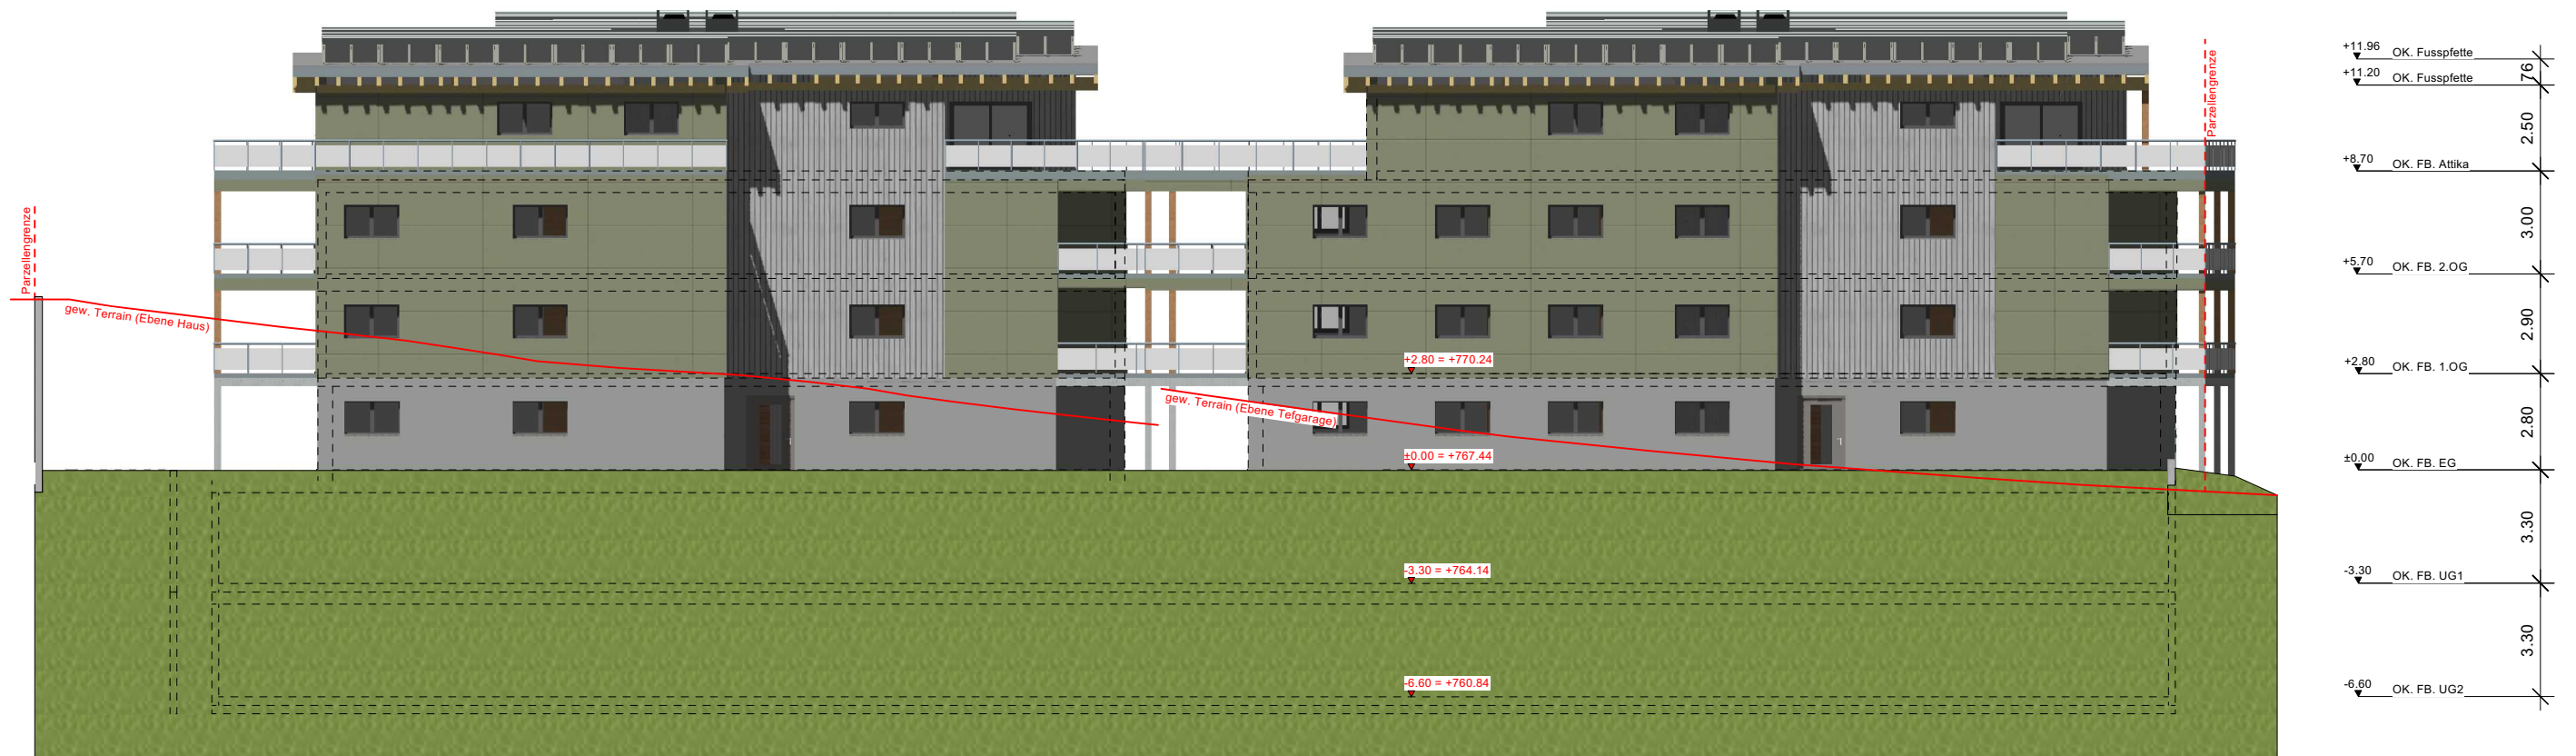 Parzellengrenze
gew. Terrain (Ebene Haus)
gew. Terrain (Ebene Tefgarage)
+2.80 = +770.24
±0.00 = +767.44
-3.30 = +764.14
-6.60 = +760.84
Parzellengrenze
+11.96 OK. Fusspfette
76
+11.20 OK. Fusspfette
2.50
+8.70 OK. FB. Attika
3.00
+5.70 OK. FB. 2.OG
2.90
+2.80 OK. FB. 1.OG
2.80
±0.00 OK. FB. EG
3.30
-3.30 OK. FB. UG1
3.30
-6.60 OK. FB. UG2